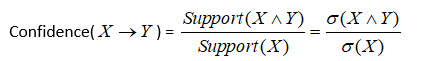 Confidence( X → Y ) = Support(X ∧ Y) / Support(X) = σ(X ∧ Y) / σ(X)